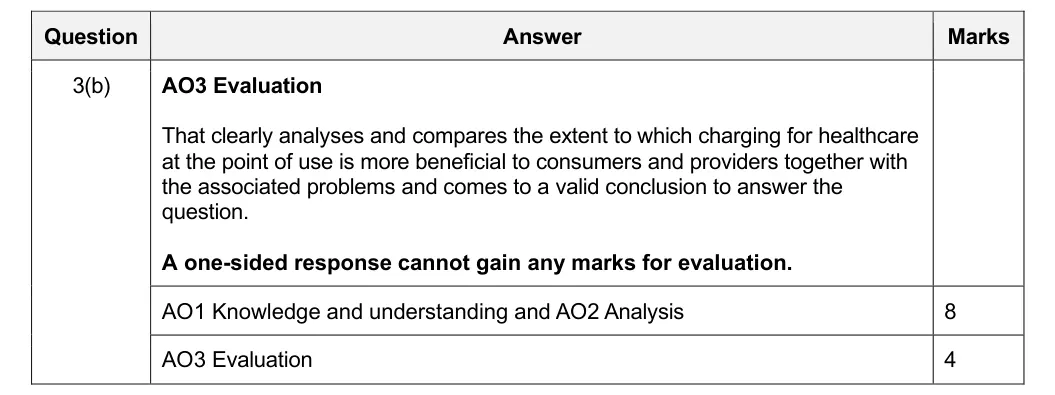 Question Answer Marks
3(b) AO3 Evaluation
That clearly analyses and compares the extent to which charging for healthcare
at the point of use is more beneficial to consumers and providers together with
the associated problems and comes to a valid conclusion to answer the
question.
A one-sided response cannot gain any marks for evaluation.
AO1 Knowledge and understanding and AO2 Analysis 8
AO3 Evaluation 4